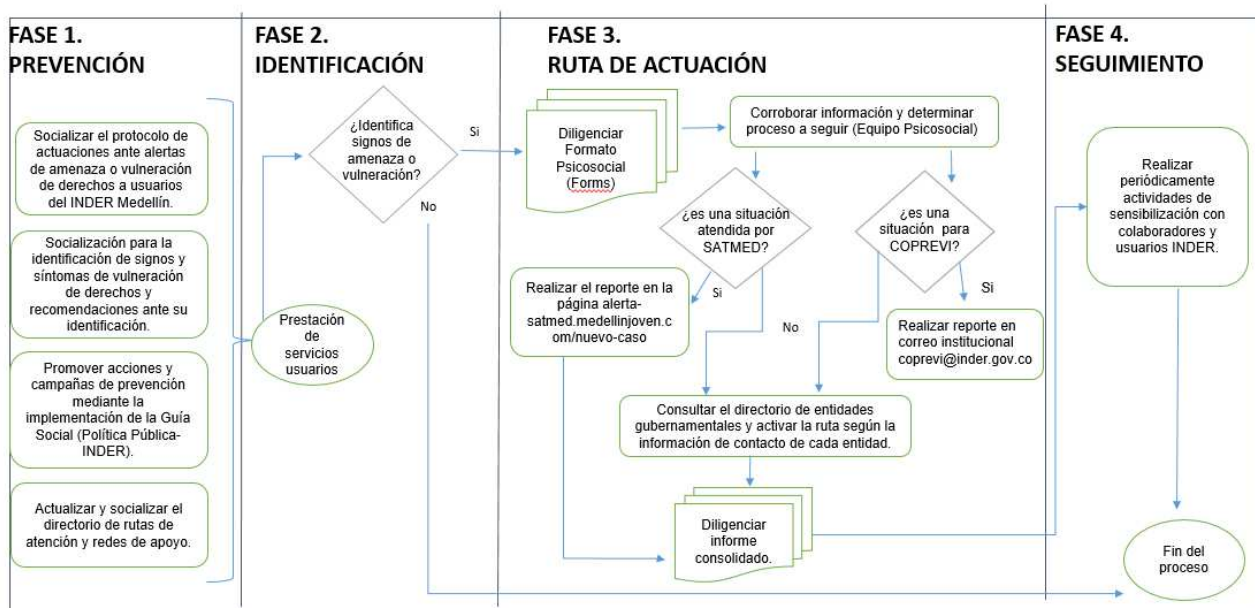 FASE 1.
PREVENCIÓN
Socializar el protocolo de
actuaciones ante alertas
de amenaza o vulneración
de derechos a usuarios
del INDER Medellín.
Socialización para la
identificación de signos y
síntomas de vulneración
de derechos y
recomendaciones ante su
identificación.
Promover acciones y
campañas de prevención
mediante la
implementación de la Guía
Social (Política Pública-
INDER).
Actualizar y socializar el
directorio de rutas de
atención y redes de apoyo.
FASE 2.
IDENTIFICACIÓN
¿Identifica
signos de
amenaza o
vulneración?
Si
No
Prestación
de
servicios
usuarios
FASE 3.
RUTA DE ACTUACIÓN
Diligenciar
Formato
Psicosocial
(Forms)
Corroborar información y determinar
proceso a seguir (Equipo Psicosocial)
¿es una situación
atendida por
SATMED?
¿es una
situación para
COPREVI?
Si
Si
No
Realizar el reporte en la
página alerta-
satmed.medellinjoven.c
om/nuevo-caso
Realizar reporte en
correo institucional
coprevi@inder.gov.co
Consultar el directorio de entidades
gubernamentales y activar la ruta según la
información de contacto de cada entidad.
Diligenciar
informe
consolidado.
FASE 4.
SEGUIMIENTO
Realizar
periódicamente
actividades de
sensibilización con
colaboradores y
usuarios INDER.
Fin del
proceso